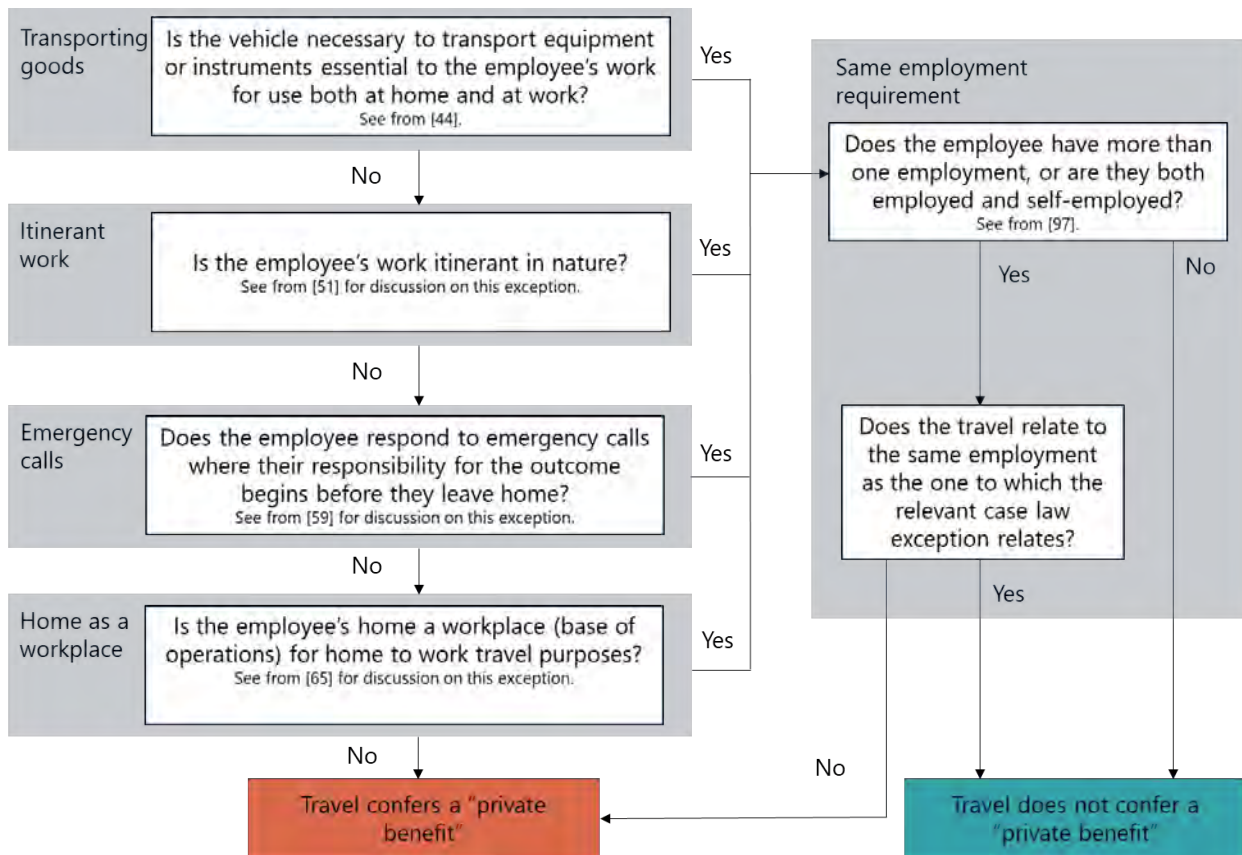 Transporting
goods
Is the vehicle necessary to transport equipment
or instruments essential to the employee's work
for use both at home and at work?
See from [44].
Yes
No
Itinerant
work
Is the employee's work itinerant in nature?
See from [51] for discussion on this exception.
Yes
No
Emergency
calls
Does the employee respond to emergency calls
where their responsibility for the outcome
begins before they leave home?
See from [59] for discussion on this exception.
Yes
No
Home as a
workplace
Is the employee's home a workplace (base of
operations) for home to work travel purposes?
See from [65] for discussion on this exception.
Yes
No
Travel confers a "private
benefit"
Same employment
requirement
Does the employee have more than
one employment, or are they both
employed and self-employed?
See from [97].
Yes
No
Does the travel relate to
the same employment
as the one to which the
relevant case law
exception relates?
Yes
No
Travel does not confer a
"private benefit"